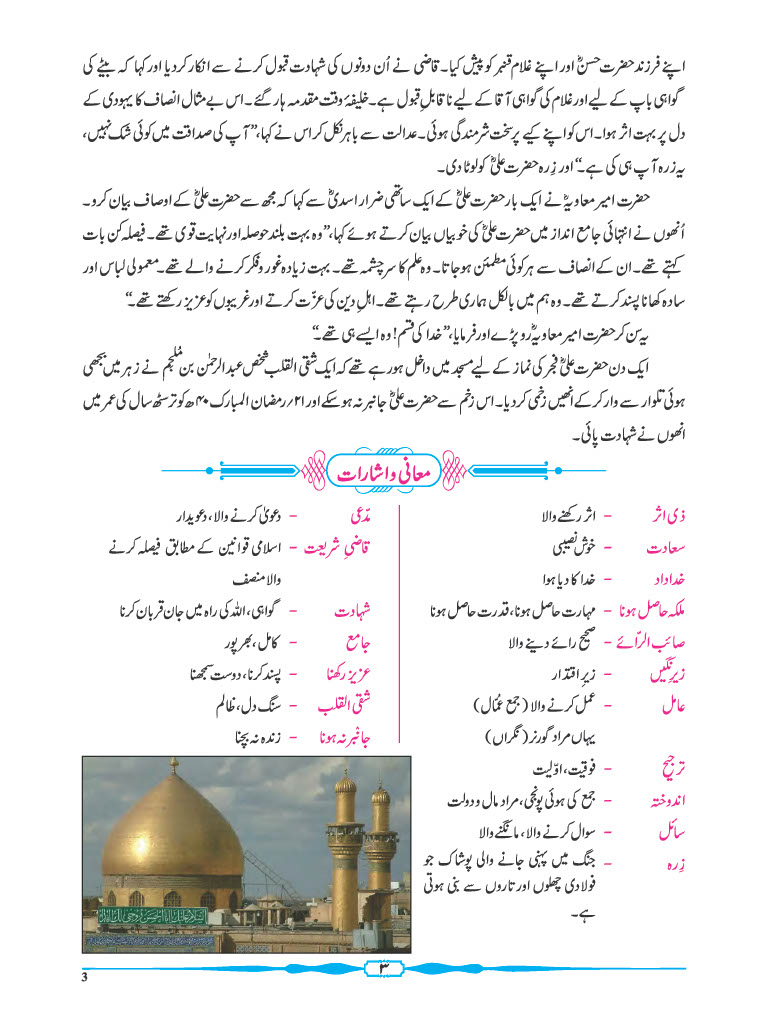 اپنے فرزند حضرت حسنؓ اور اپنے غلام قنبر کو پیش کیا۔ قاضی نے اُن دونوں کی شہادت قبول کرنے سے انکار کر دیا اور کہا کہ بیٹے کی
گواہی باپ کے لیے اور غلام کی گواہی آقا کے لیے ناقابلِ قبول ہے۔ خلیفۂ وقت مقدمہ ہار گئے۔ اس بے مثال انصاف کا یہودی کے
دل پر بہت اثر ہوا۔ اس کو اپنے کیے پر سخت شرمندگی ہوئی۔ عدالت سے باہر نکل کر اس نے کہا، ’’آپ کی صداقت میں کوئی شک نہیں،
یہ زرہ آپ ہی کی ہے۔‘‘ اور زِرہ حضرت علیؓ کو لوٹا دی۔
حضرت امیر معاویہؓ نے ایک بار حضرت علیؓ کے ایک ساتھی ضرار اسدیؓ سے کہا کہ مجھ سے حضرت علیؓ کے اوصاف بیان کرو۔
اُنھوں نے انتہائی جامع انداز میں حضرت علیؓ کی خوبیاں بیان کرتے ہوئے کہا، ’’وہ بہت بلند حوصلہ اور نہایت قوی تھے۔ فیصلہ کن بات
کہتے تھے۔ ان کے انصاف سے ہر کوئی مطمئن ہو جاتا۔ وہ علم کا سرچشمہ تھے۔ بہت زیادہ غور و فکر کرنے والے تھے۔ معمولی لباس اور
سادہ کھانا پسند کرتے تھے۔ وہ ہم میں بالکل ہماری طرح رہتے تھے۔ اہلِ دین کی عزّت کرتے اور غریبوں کو عزیز رکھتے تھے۔‘‘
یہ سن کر حضرت امیر معاویہؓ رو پڑے اور فرمایا، ’’خدا کی قسم! وہ ایسے ہی تھے۔‘‘
ایک دن حضرت علیؓ فجر کی نماز کے لیے مسجد میں داخل ہو رہے تھے کہ ایک شقی القلب شخص عبدالرحمٰن بن مُلجم نے زہر میں بجھی
ہوئی تلوار سے وار کر کے انھیں زخمی کر دیا۔ اس زخم سے حضرت علیؓ جانبر نہ ہو سکے اور ۲۱؍رمضان المبارک ۴۰ھ کو ترسٹھ سال کی عمر میں
انھوں نے شہادت پائی۔
معانی و اشارات
ذی اثر – اثر رکھنے والا
سعادت – خوش نصیبی
خداداد – خدا کا دیا ہوا
ملکہ حاصل ہونا – مہارت حاصل ہونا، قدرت حاصل ہونا
صائب الرّائے – صحیح رائے دینے والا
زیرِ نگیں – زیرِ اقتدار
عامل – عمل کرنے والا (جمع عُمّال)
یہاں مراد گورنر (نگراں)
ترجیح – فوقیت، اوّلیت
اندوختہ – جمع کی ہوئی پونجی، مراد مال و دولت
سائل – سوال کرنے والا، مانگنے والا
زِرہ – جنگ میں پہنی جانے والی پوشاک جو
فولادی چھلوں اور تاروں سے بنی ہوتی
ہے۔
مدّعی – دعویٰ کرنے والا، دعویدار
قاضیِ شریعت – اسلامی قوانین کے مطابق فیصلہ کرنے
والا منصف
شہادت – گواہی، اللہ کی راہ میں جان قربان کرنا
جامع – کامل، بھرپور
عزیز رکھنا – پسند کرنا، دوست سمجھنا
شقی القلب – سنگ دل، ظالم
جانبر نہ ہونا – زندہ نہ بچنا
۳
3